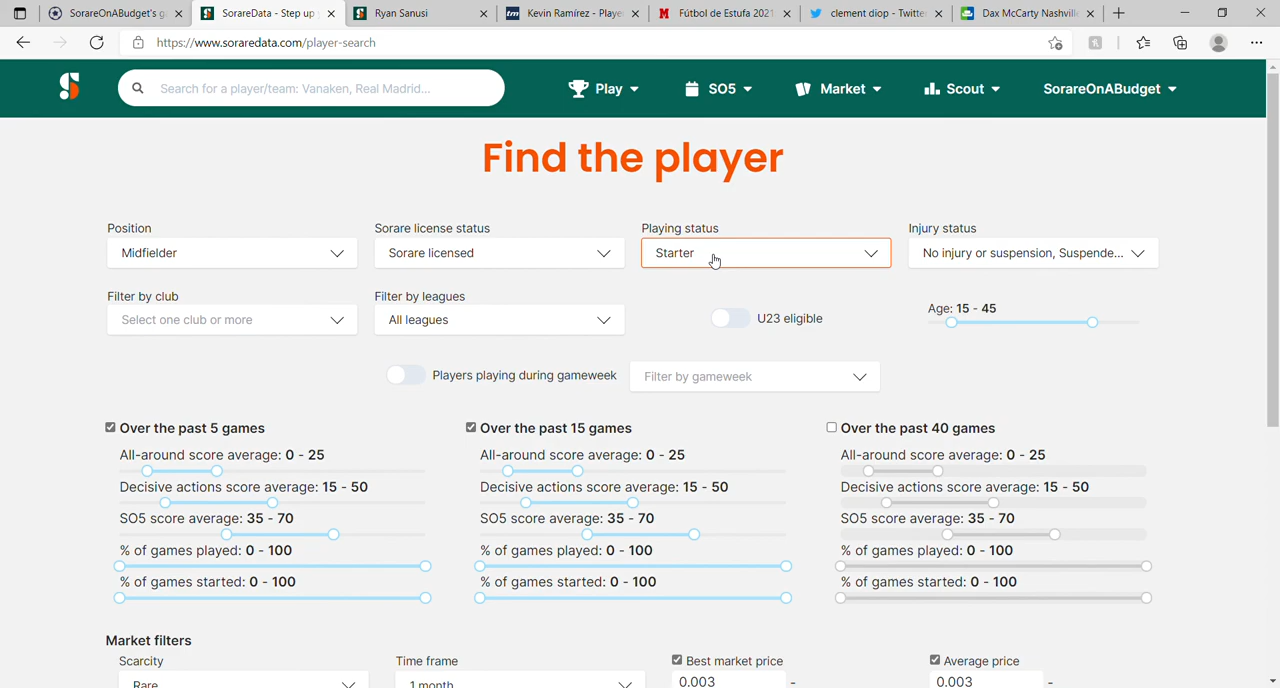 SorareOnABudget's g
SorareData - Step up
Ryan Sanusi
Kevin Ramírez - Playe
Fútbol de Estufa 2021
clement diop - Twitte
Dax McCarty Nashville
https://www.soraredata.com/player-search
Search for a player/team: Vanaken, Real Madrid...
Play
SO5
Market
Scout
SorareOnABudget
Find the player
Position
Sorare license status
Playing status
Injury status
Midfielder
Sorare licensed
Starter
No injury or suspension, Suspende...
Filter by club
Filter by leagues
Select one club or more
All leagues
U23 eligible
Age: 15 - 45
Players playing during gameweek
Filter by gameweek
Over the past 5 games
Over the past 15 games
Over the past 40 games
All-around score average: 0 - 25
All-around score average: 0 - 25
All-around score average: 0 - 25
Decisive actions score average: 15 - 50
Decisive actions score average: 15 - 50
Decisive actions score average: 15 - 50
SO5 score average: 35 - 70
SO5 score average: 35 - 70
SO5 score average: 35 - 70
% of games played: 0 - 100
% of games played: 0 - 100
% of games played: 0 - 100
% of games started: 0 - 100
% of games started: 0 - 100
% of games started: 0 - 100
Market filters
Scarcity
Time frame
Best market price
Average price
Rare
1 month
0.003 -
0.003 -